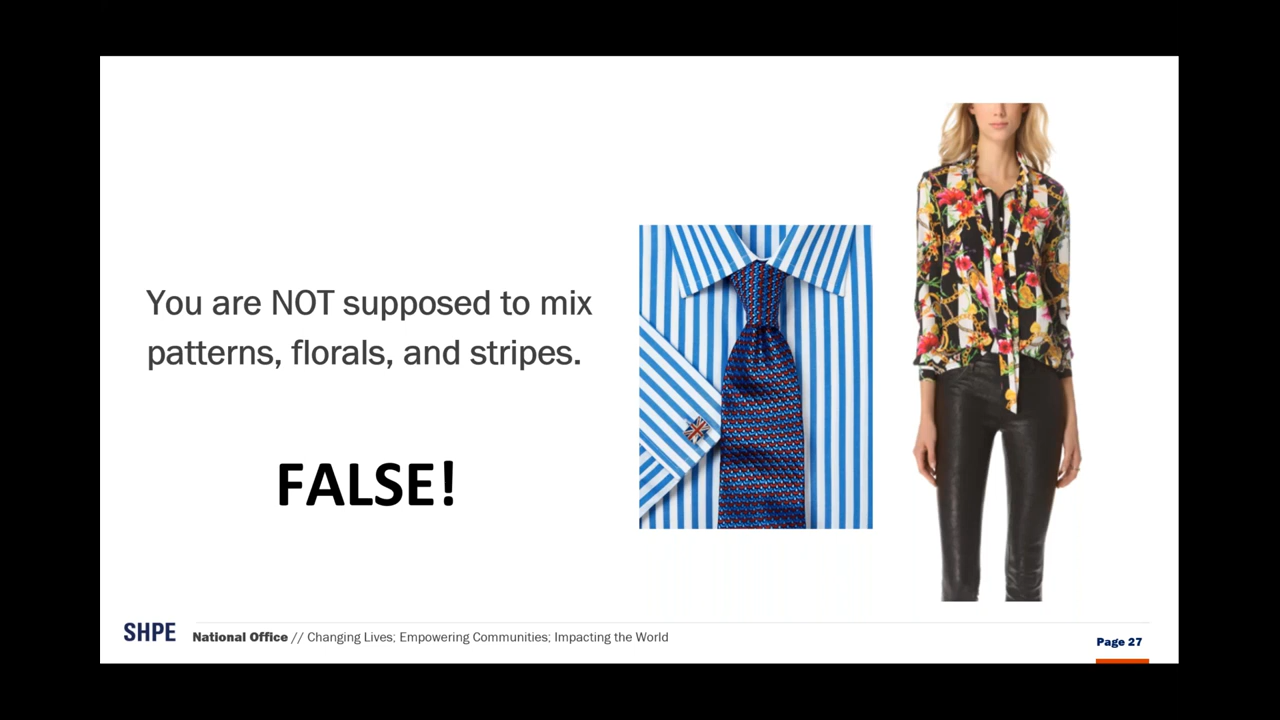 You are NOT supposed to mix
patterns, florals, and stripes.
FALSE!
SHPE National Office // Changing Lives; Empowering Communities; Impacting the World
Page 27